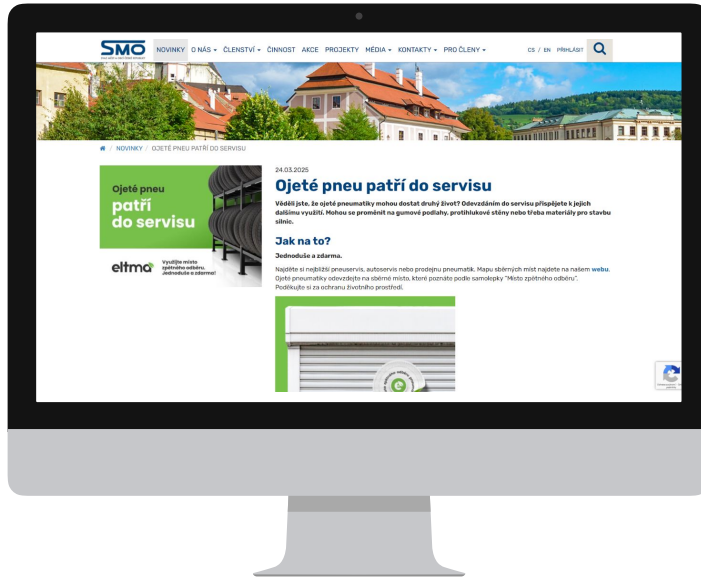 SMO
NOVINKY O NÁS ČLENSTVÍ ČINNOST AKCE PROJEKTY MÉDIA KONTAKTY PRO ČLENY CS / EN PŘIHLÁSIT
/ NOVINKY / OJETÉ PNEU PATŘÍ DO SERVISU
Ojeté pneu
patří
do servisu
eltma
Využijte místo
zpětného odběru.
Jednoduše a zdarma!
24.03.2025
Ojeté pneu patří do servisu
Věděli jste, že ojeté pneumatiky mohou dostat druhý život? Odevzdáním do servisu přispějete k jejich
dalšímu využití. Mohou se proměnit na gumové podlahy, protihlukové stěny nebo třeba materiály pro stavbu
silnic.
Jak na to?
Jednoduše a zdarma.
Najděte si nejbližší pneuservis, autoservis nebo prodejnu pneumatik. Mapu sběrných míst najdete na našem webu.
Ojeté pneumatiky odevzdejte na sběrné místo, které poznáte podle samolepky "Místo zpětného odběru".
Poděkujte si za ochranu životního prostředí.